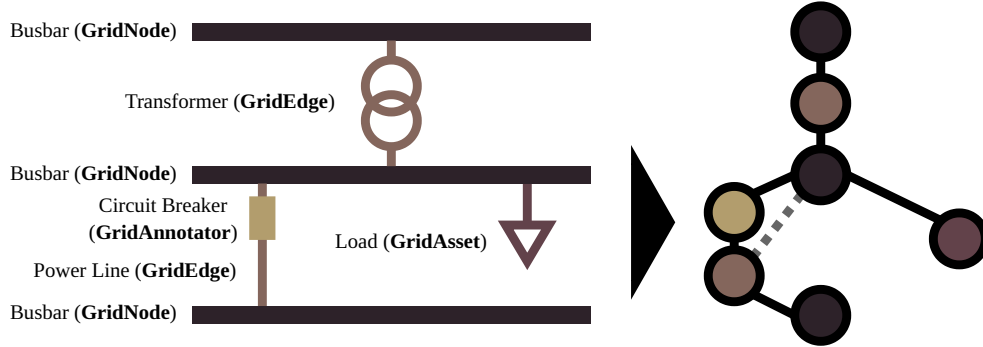 Busbar (GridNode)
Transformer (GridEdge)
Busbar (GridNode)
Circuit Breaker
(GridAnnotator)
Load (GridAsset)
Power Line (GridEdge)
Busbar (GridNode)